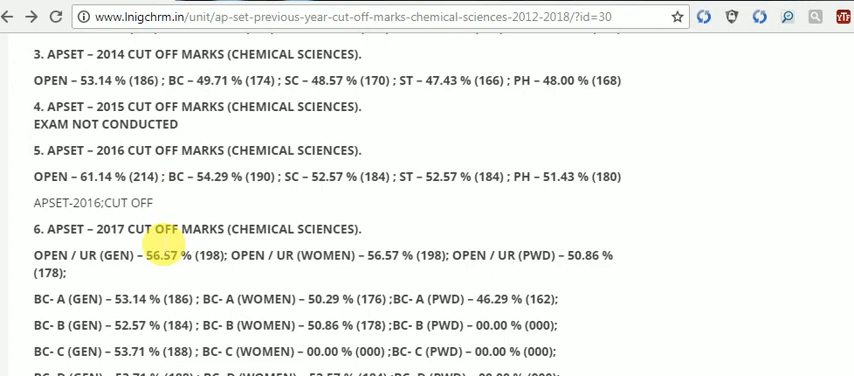 www.lnigchrm.in/unit/ap-set-previous-year-cut-off-marks-chemical-sciences-2012-2018/?id=30
3. APSET – 2014 CUT OFF MARKS (CHEMICAL SCIENCES).
OPEN – 53.14 % (186) ; BC – 49.71 % (174) ; SC – 48.57 % (170) ; ST – 47.43 % (166) ; PH – 48.00 % (168)
4. APSET – 2015 CUT OFF MARKS (CHEMICAL SCIENCES).
EXAM NOT CONDUCTED
5. APSET – 2016 CUT OFF MARKS (CHEMICAL SCIENCES).
OPEN – 61.14 % (214) ; BC – 54.29 % (190) ; SC – 52.57 % (184) ; ST – 52.57 % (184) ; PH – 51.43 % (180)
APSET-2016;CUT OFF
6. APSET – 2017 CUT OFF MARKS (CHEMICAL SCIENCES).
OPEN / UR (GEN) – 56.57 % (198); OPEN / UR (WOMEN) – 56.57 % (198); OPEN / UR (PWD) – 50.86 %
(178);
BC- A (GEN) – 53.14 % (186) ; BC- A (WOMEN) – 50.29 % (176) ;BC- A (PWD) – 46.29 % (162);
BC- B (GEN) – 52.57 % (184) ; BC- B (WOMEN) – 50.86 % (178) ;BC- B (PWD) – 00.00 % (000);
BC- C (GEN) – 53.71 % (188) ; BC- C (WOMEN) – 00.00 % (000) ;BC- C (PWD) – 00.00 % (000);